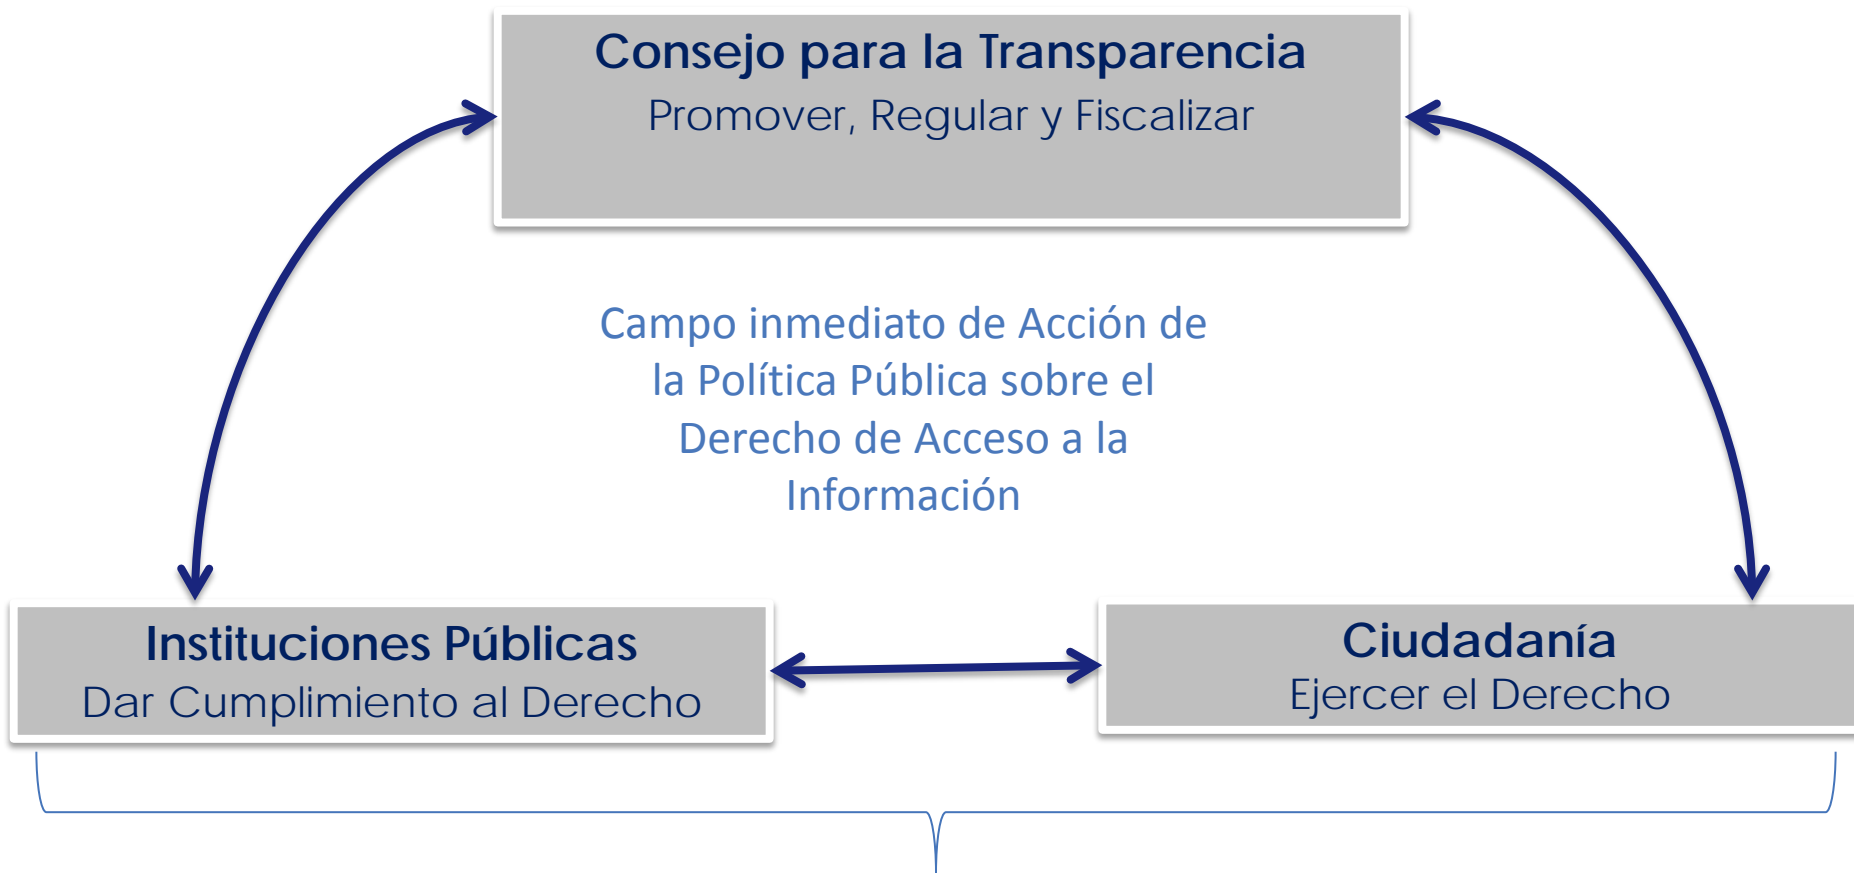 Consejo para la Transparencia
Promover, Regular y Fiscalizar
Campo inmediato de Acción de
la Política Pública sobre el
Derecho de Acceso a la
Información
Instituciones Públicas
Dar Cumplimiento al Derecho
Ciudadanía
Ejercer el Derecho